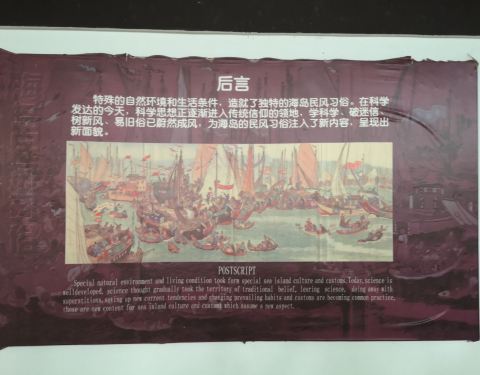 后言
特殊的自然环境和生活条件，造就了独特的海岛民风习俗。在科学
发达的今天，科学思想正逐渐进入传统信仰的领地、学科学、破迷信、
树新风、易旧俗已蔚然成风，为海岛的民风习俗注入了新内容，呈现出
新面貌。
POSTSCRIPT
Special natural environment and living condition took form special sea island culture and customs.Today,science is
welldeveloped, science thought gradually took the territory of traditional belief, learing science, doing away with
superstitions, seting up new current tendencies and changing prevailing habits and customs are becoming common practice,
those are new content for sea island culture and customs which assume a new aspect.